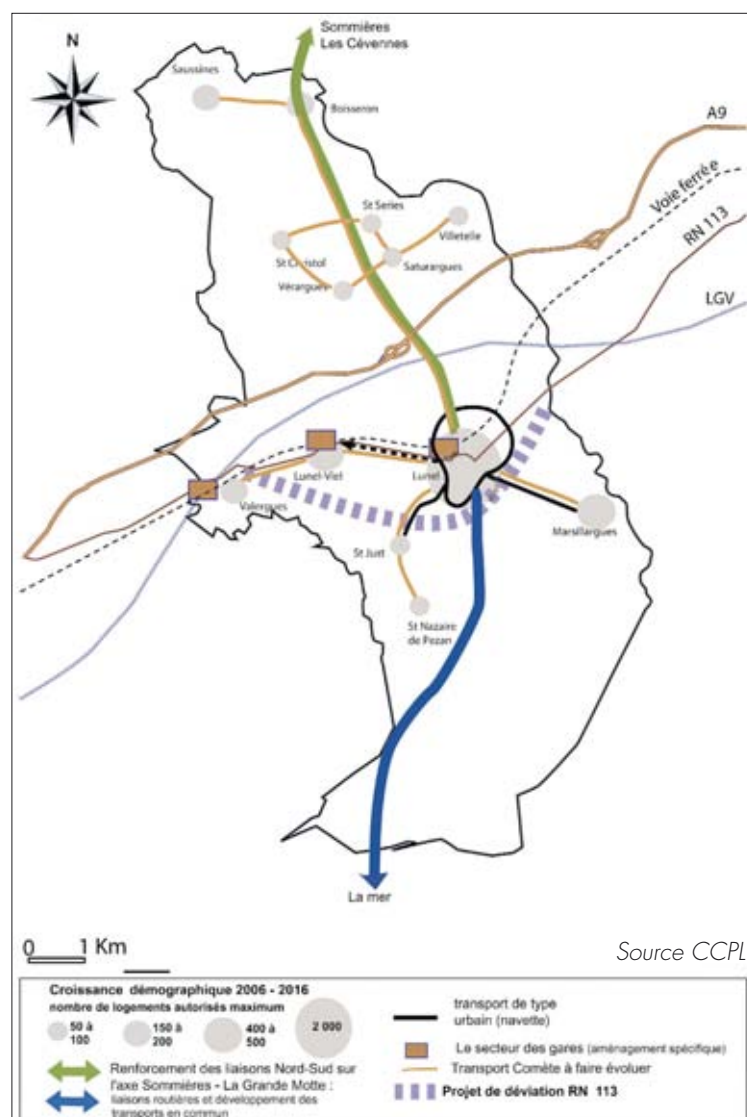 Sommières
Les Cévennes
N
Saussines
Boisseron
A9
Voie ferrée
RN 113
LGV
St Series
Villetelle
St Christol
Saturargues
Vérargues
Lunel-Viel
Lunel
Valergues
Marsillargues
St Just
St Nazaire
de Pezan
La mer
0 1 Km
Source CCPL
Croissance démographique 2006 - 2016
nombre de logements autorisés maximum
50 à
100
150 à
200
400 à
500
2 000
Renforcement des liaisons Nord-Sud sur
l'axe Sommières - La Grande Motte :
liaisons routières et développement des
transports en commun
transport de type
urbain (navette)
Le secteur des gares (aménagement spécifique)
Transport Comète à faire évoluer
Projet de déviation RN 113